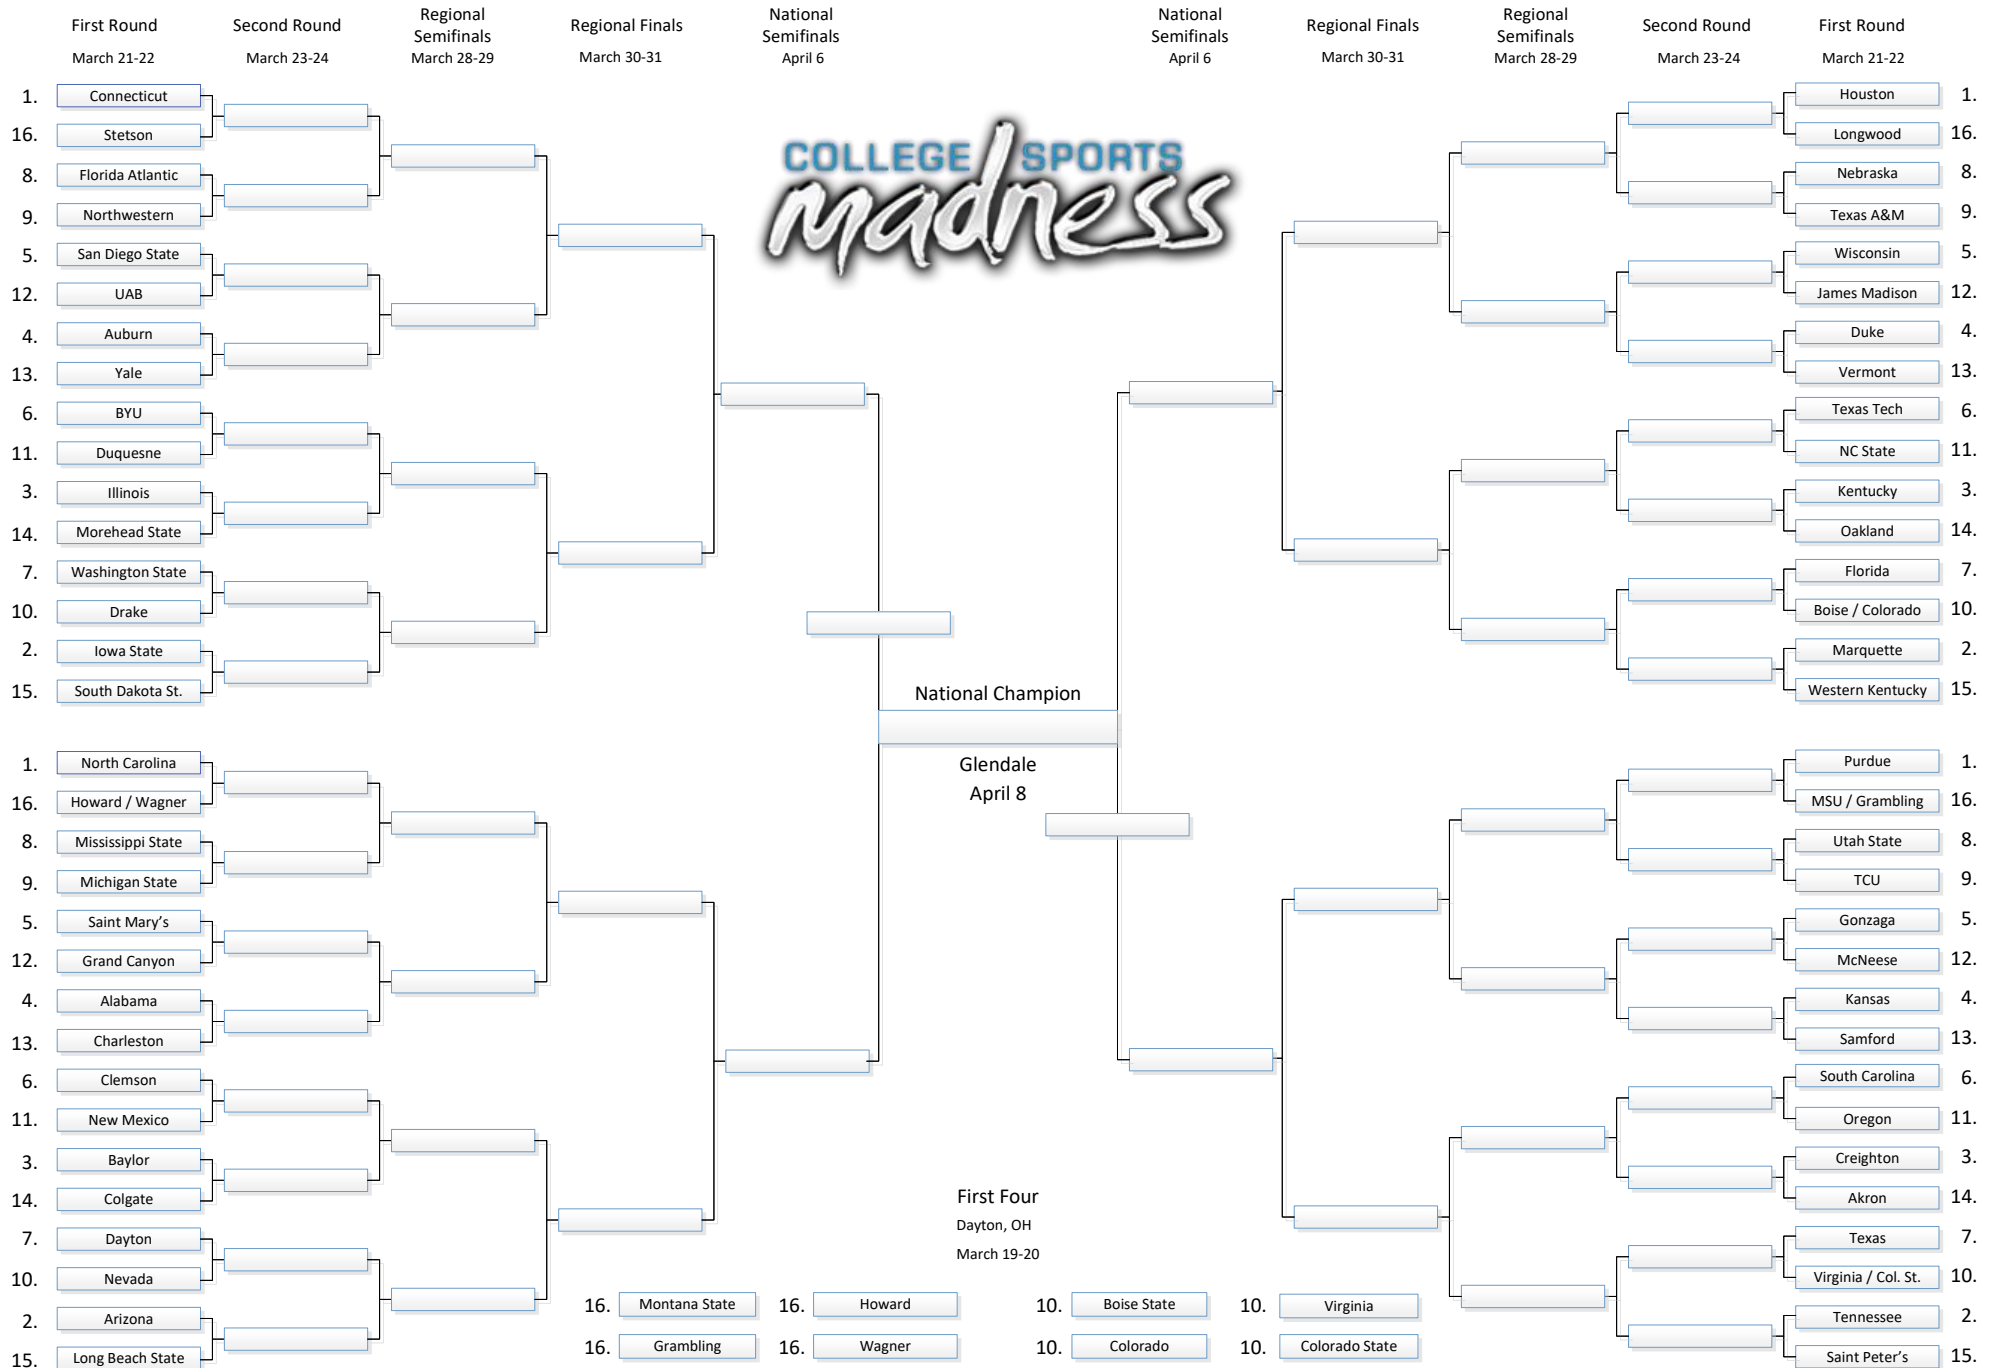 First Round
March 21-22
Second Round
March 23-24
Regional
Semifinals
March 28-29
Regional Finals
March 30-31
National
Semifinals
April 6
National
Semifinals
April 6
Regional Finals
March 30-31
Regional
Semifinals
March 28-29
Second Round
March 23-24
First Round
March 21-22
COLLEGE SPORTS
madness
1. Connecticut
16. Stetson
8. Florida Atlantic
9. Northwestern
5. San Diego State
12. UAB
4. Auburn
13. Yale
6. BYU
11. Duquesne
3. Illinois
14. Morehead State
7. Washington State
10. Drake
2. Iowa State
15. South Dakota St.
1. North Carolina
16. Howard / Wagner
8. Mississippi State
9. Michigan State
5. Saint Mary’s
12. Grand Canyon
4. Alabama
13. Charleston
6. Clemson
11. New Mexico
3. Baylor
14. Colgate
7. Dayton
10. Nevada
2. Arizona
15. Long Beach State
National Champion
Glendale
April 8
Houston 1.
Longwood 16.
Nebraska 8.
Texas A&M 9.
Wisconsin 5.
James Madison 12.
Duke 4.
Vermont 13.
Texas Tech 6.
NC State 11.
Kentucky 3.
Oakland 14.
Florida 7.
Boise / Colorado 10.
Marquette 2.
Western Kentucky 15.
Purdue 1.
MSU / Grambling 16.
Utah State 8.
TCU 9.
Gonzaga 5.
McNeese 12.
Kansas 4.
Samford 13.
South Carolina 6.
Oregon 11.
Creighton 3.
Akron 14.
Texas 7.
Virginia / Col. St. 10.
Tennessee 2.
Saint Peter’s 15.
First Four
Dayton, OH
March 19-20
16. Montana State 16. Howard 10. Boise State 10. Virginia
16. Grambling 16. Wagner 10. Colorado 10. Colorado State